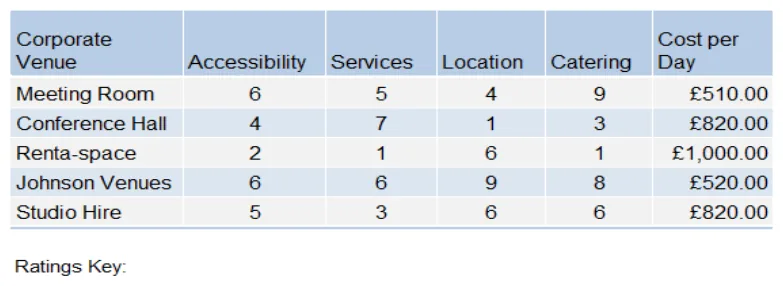 Corporate Venue Accessibility Services Location Catering Cost per Day
Meeting Room 6 5 4 9 £510.00
Conference Hall 4 7 1 3 £820.00
Renta-space 2 1 6 1 £1,000.00
Johnson Venues 6 6 9 8 £520.00
Studio Hire 5 3 6 6 £820.00
Ratings Key: